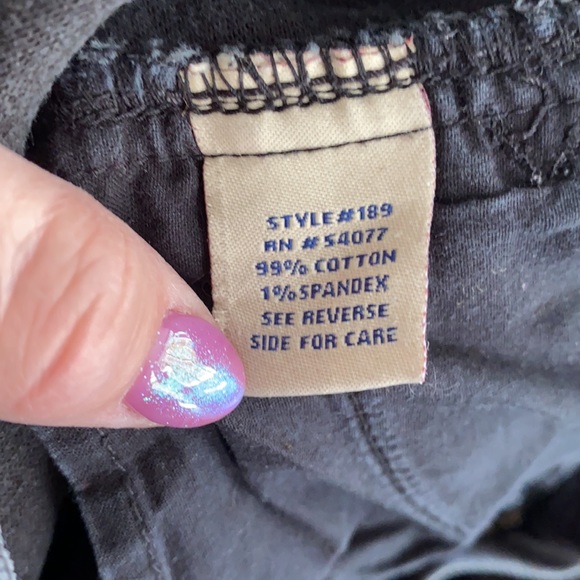 STYLE#189
RN #54077
99% COTTON
1%SPANDEX
SEE REVERSE
SIDE FOR CARE